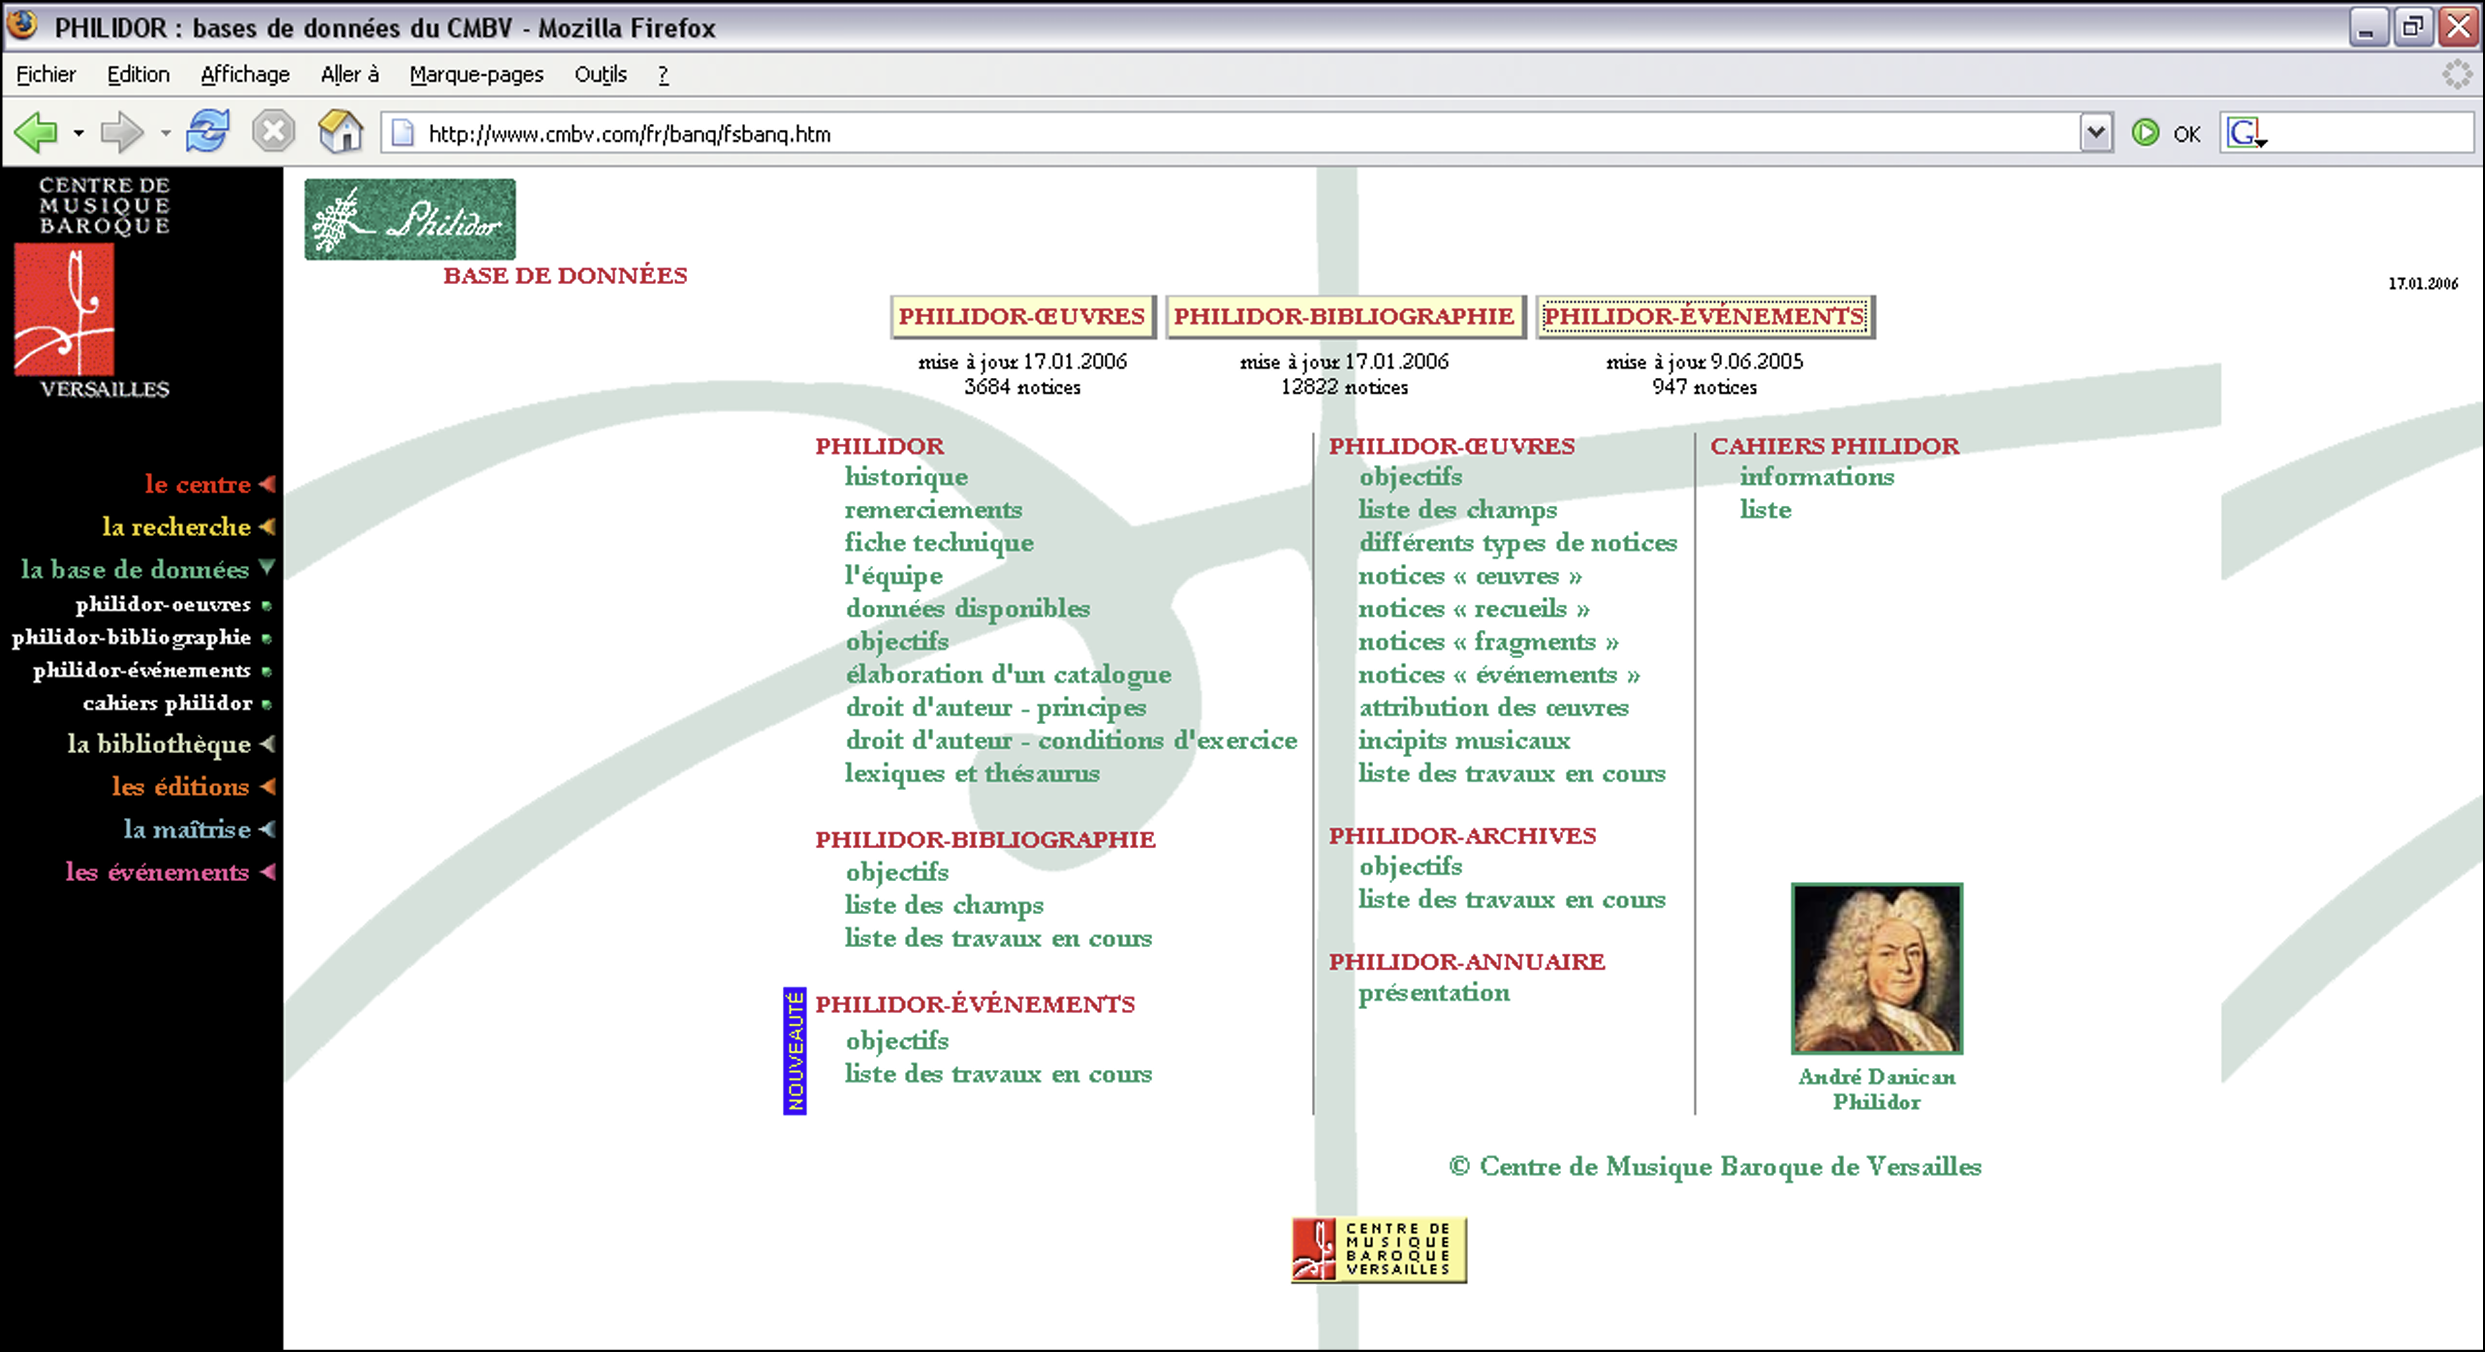 PHILIDOR : bases de données du CMBV - Mozilla Firefox
Fichier Edition Affichage Aller à Marque-pages Outils ?
http://www.cmbv.com/fr/banq/fsbanq.htm
OK
G
CENTRE DE
MUSIQUE
BAROQUE
VERSAILLES
le centre
la recherche
la base de données
philidor-oeuvres
philidor-bibliographie
philidor-événements
cahiers philidor
la bibliothèque
les éditions
la maîtrise
les événements
Philidor
BASE DE DONNÉES
17.01.2006
PHILIDOR-ŒUVRES
mise à jour 17.01.2006
3684 notices
PHILIDOR-BIBLIOGRAPHIE
mise à jour 17.01.2006
12822 notices
PHILIDOR-ÉVÉNEMENTS
mise à jour 9.06.2005
947 notices
PHILIDOR
historique
remerciements
fiche technique
l'équipe
données disponibles
objectifs
élaboration d'un catalogue
droit d'auteur - principes
droit d'auteur - conditions d'exercice
lexiques et thésaurus
PHILIDOR-BIBLIOGRAPHIE
objectifs
liste des champs
liste des travaux en cours
NOUVEAUTÉ
PHILIDOR-ÉVÉNEMENTS
objectifs
liste des travaux en cours
PHILIDOR-ŒUVRES
objectifs
liste des champs
différents types de notices
notices « œuvres »
notices « recueils »
notices « fragments »
notices « événements »
attribution des œuvres
incipits musicaux
liste des travaux en cours
PHILIDOR-ARCHIVES
objectifs
liste des travaux en cours
PHILIDOR-ANNUAIRE
présentation
CAHIERS PHILIDOR
informations
liste
André Danican
Philidor
© Centre de Musique Baroque de Versailles
CENTRE DE
MUSIQUE
BAROQUE
VERSAILLES